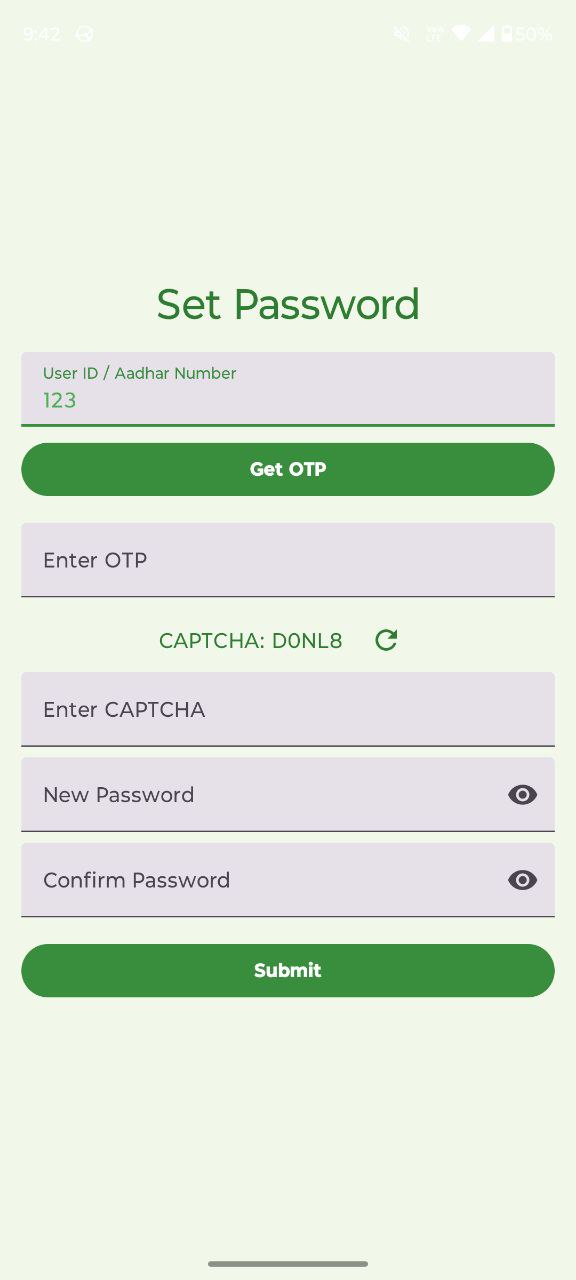 9:42 50%
Set Password
User ID / Aadhar Number
123
Get OTP
Enter OTP
CAPTCHA: D0NL8
Enter CAPTCHA
New Password
Confirm Password
Submit